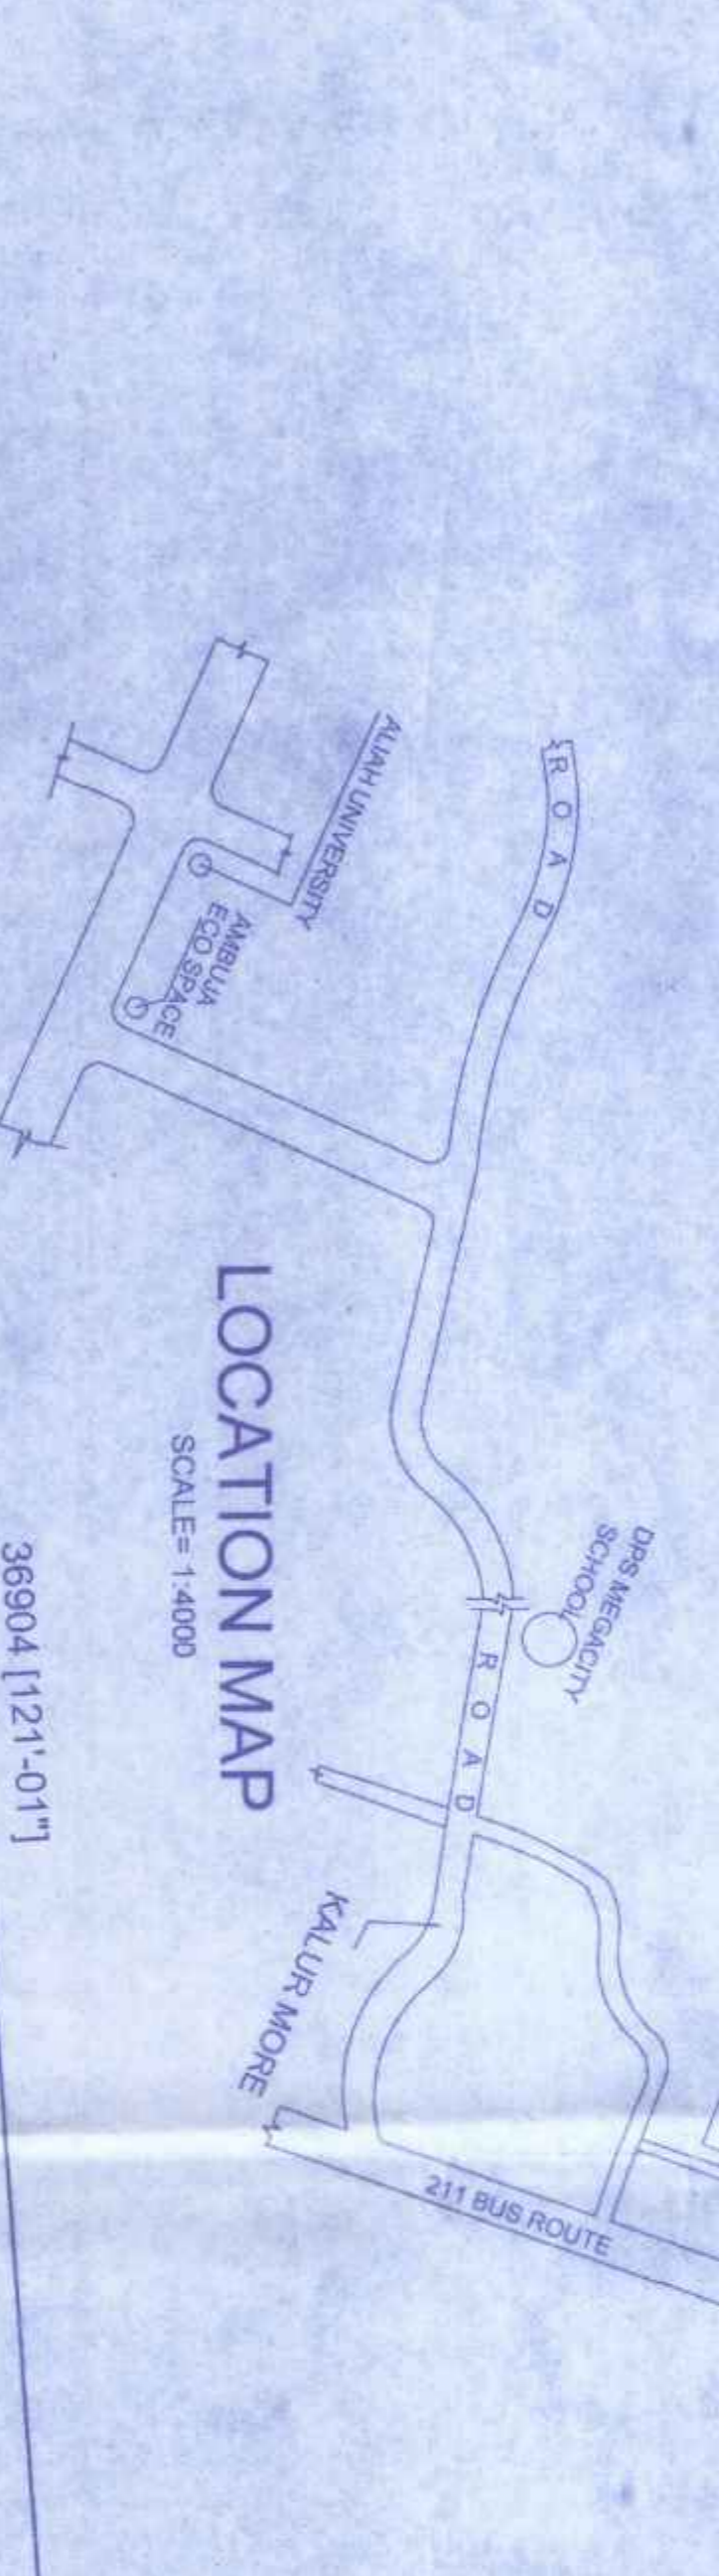 ROAD
ALIAH UNIVERSITY
AMBUJA
ECO SPACE
DPS MEGACITY
SCHOOL
ROAD
LOCATION MAP
SCALE= 1:4000
KALUR MORE
211 BUS ROUTE
36904 [121'-01"]